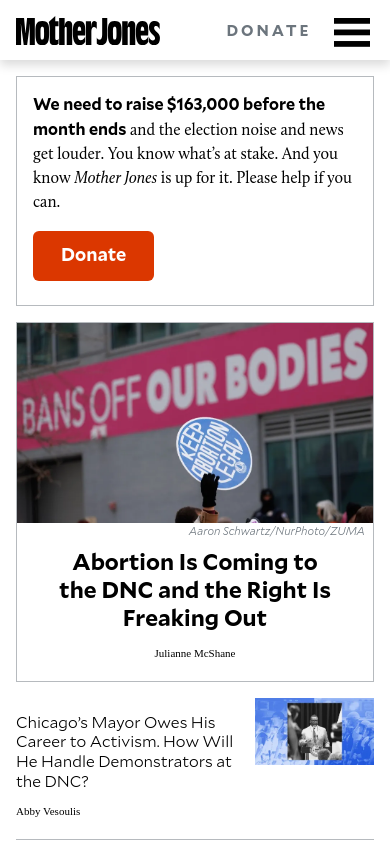 Mother Jones
DONATE
We need to raise $163,000 before the
month ends and the election noise and news
get louder. You know what’s at stake. And you
know Mother Jones is up for it. Please help if you
can.
Donate
BANS OFF OUR BODIES
KEEP
ABORTION
LEGAL
Aaron Schwartz/NurPhoto/ZUMA
Abortion Is Coming to
the DNC and the Right Is
Freaking Out
Julianne McShane
Chicago’s Mayor Owes His
Career to Activism. How Will
He Handle Demonstrators at
the DNC?
Abby Vesoulis